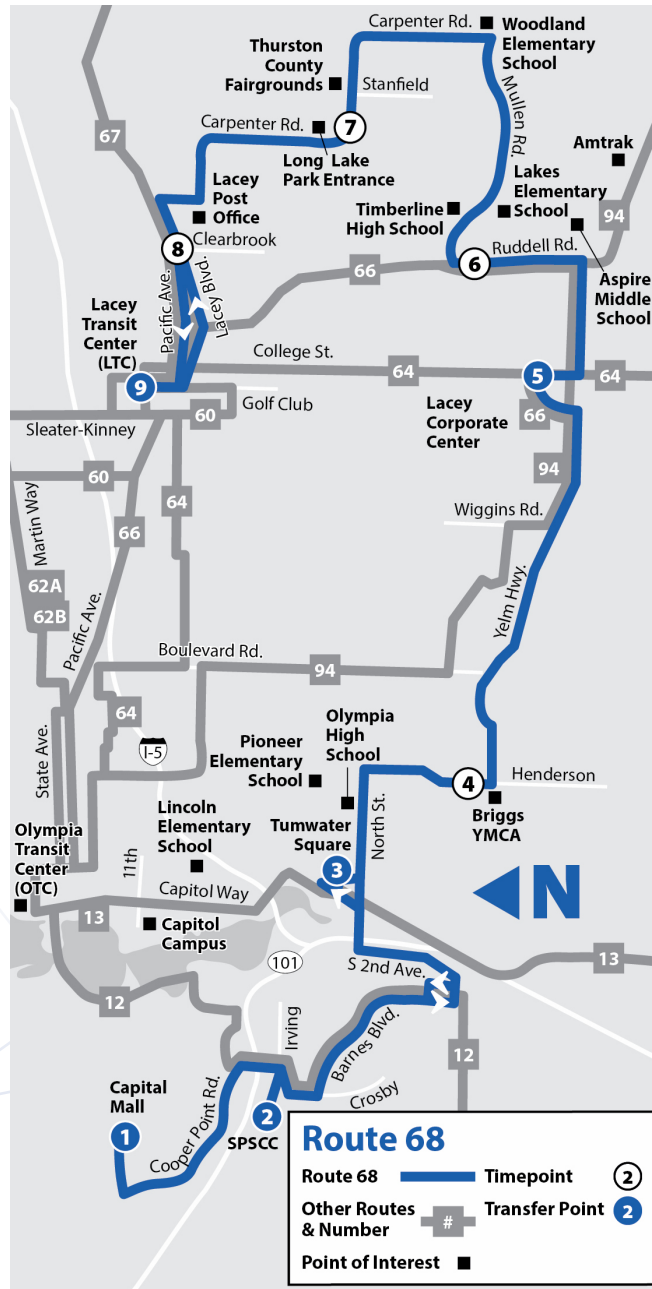 Carpenter Rd.
Woodland
Elementary
School
Thurston
County
Fairgrounds
Stanfield
Mullen Rd.
67
Carpenter Rd.
7
Long Lake
Park Entrance
Amtrak
Lacey
Post
Office
Lakes
Elementary
School
Timberline
High School
94
8
Clearbrook
Ruddell Rd.
6
66
Aspire
Middle
School
Pacific Ave.
Lacey Blvd.
Lacey
Transit
Center
(LTC)
College St.
9
64
5
64
Golf Club
60
Sleater-Kinney
Lacey
Corporate
Center
66
60
64
94
Martin Way
66
Wiggins Rd.
62A
62B
Pacific Ave.
Yelm Hwy.
Boulevard Rd.
94
64
I-5
State Ave.
Pioneer
Elementary
School
Olympia
High
School
4
Henderson
Briggs
YMCA
North St.
Lincoln
Elementary
School
Tumwater
Square
3
Olympia
Transit
Center
(OTC)
11th
Capitol Way
N
13
Capitol
Campus
101
S 2nd Ave.
13
12
Irving
Barnes Blvd.
12
Crosby
Capital
Mall
1
Cooper Point Rd.
2
SPSCC
Route 68
Route 68
Timepoint
2
Other Routes
& Number
#
Transfer Point
2
Point of Interest